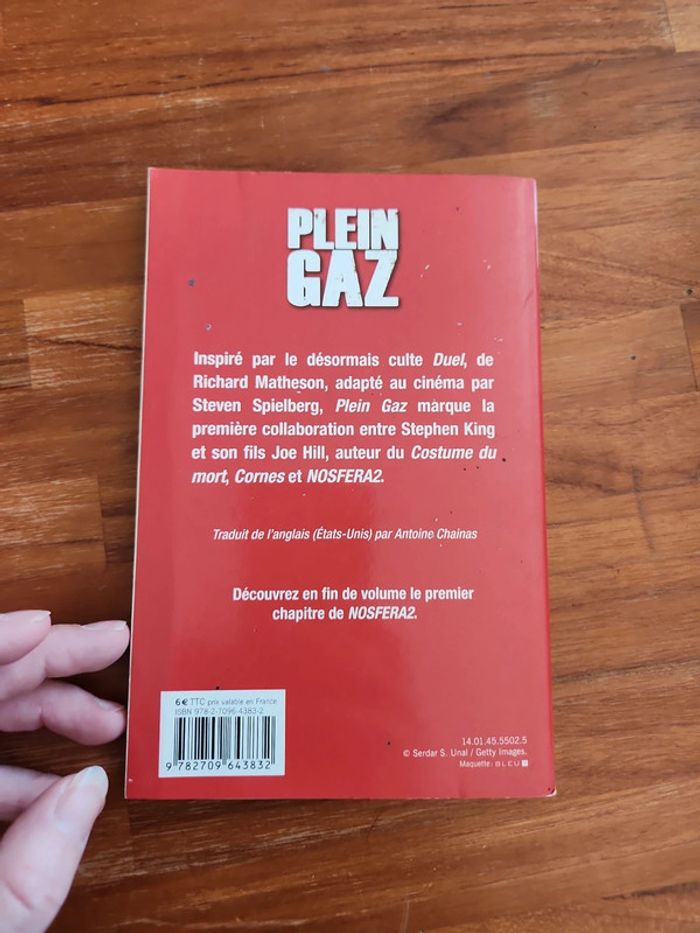 PLEIN
GAZ
Inspiré par le désormais culte Duel, de
Richard Matheson, adapté au cinéma par
Steven Spielberg, Plein Gaz marque la
première collaboration entre Stephen King
et son fils Joe Hill, auteur du Costume du
mort, Cornes et NOSFERA2.
Traduit de l'anglais (États-Unis) par Antoine Chainas
Découvrez en fin de volume le premier
chapitre de NOSFERA2.
6 € TTC prix valable en France
ISBN 978-2-7096-4383-2
9 782709 643832
14.01.45.5502.5
© Serdar S. Unal / Getty Images.
Maquette : BLEU T